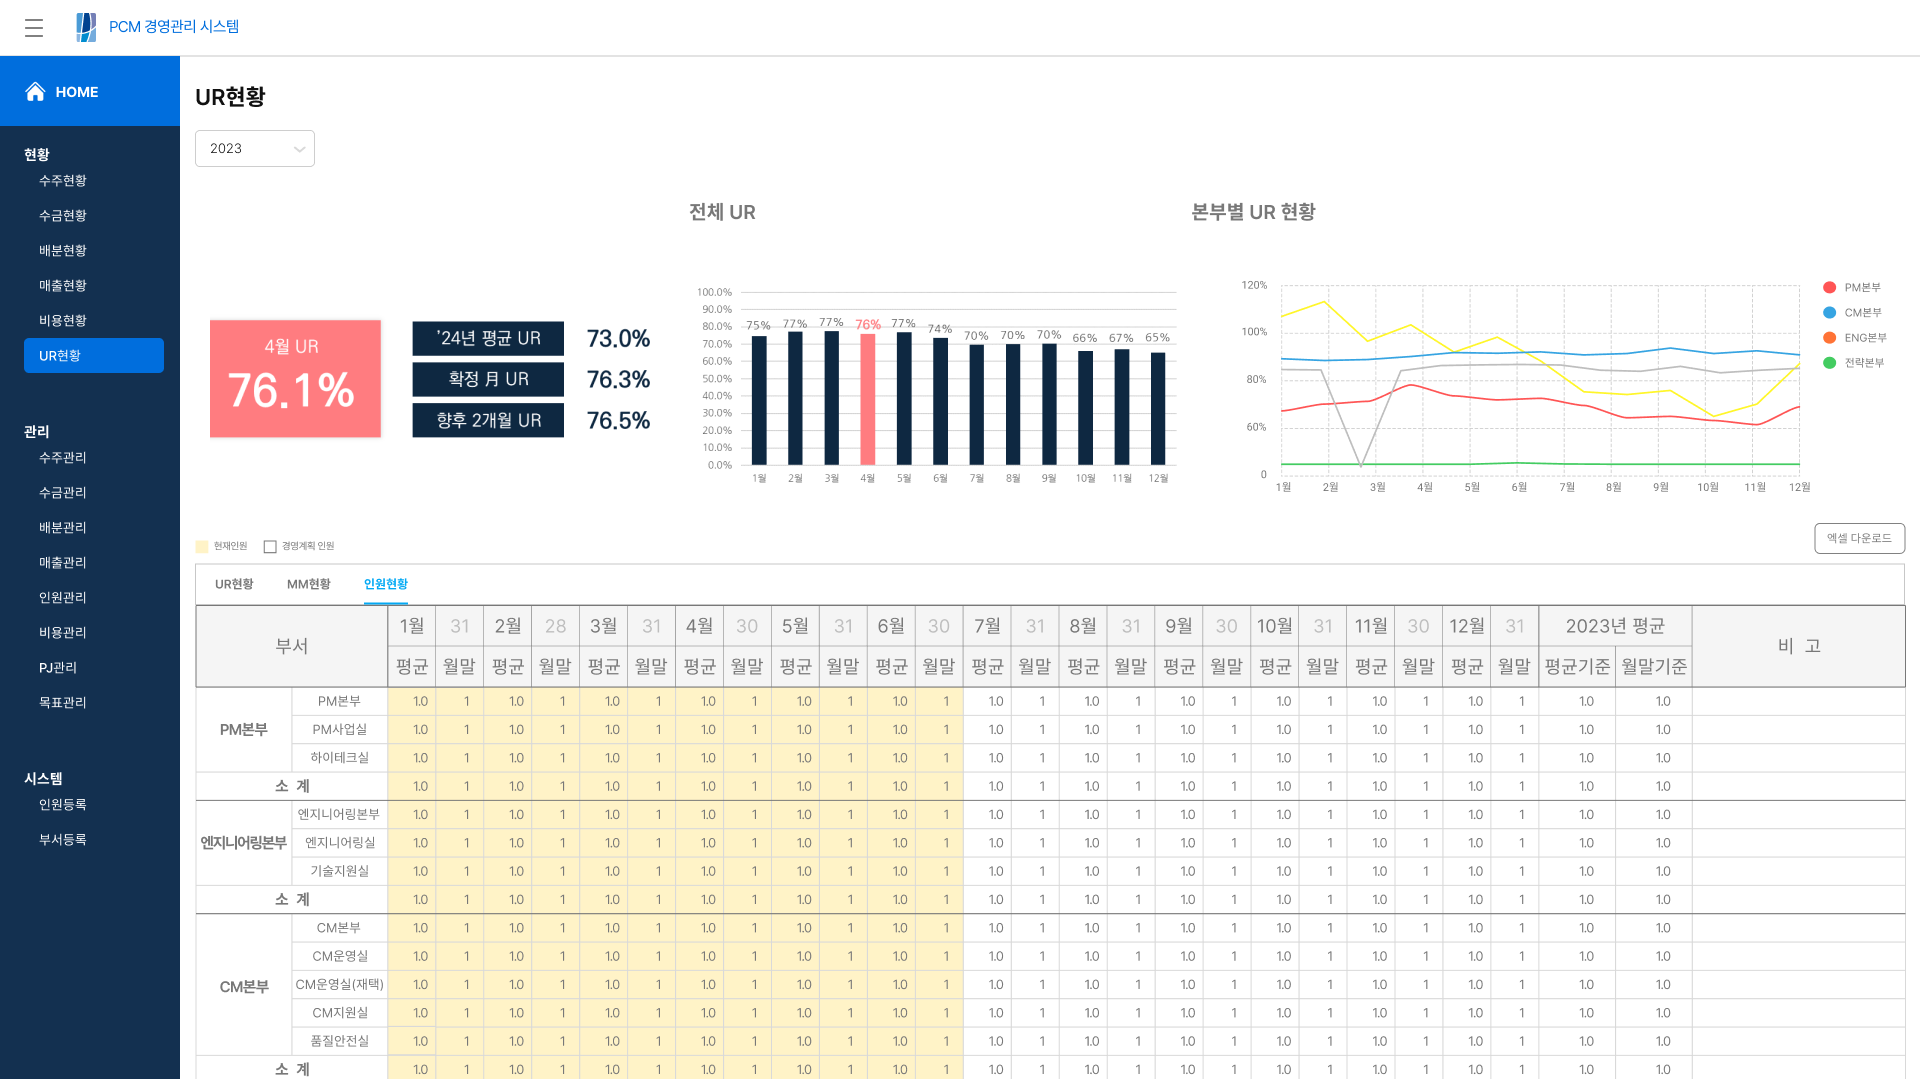 PCM 경영관리 시스템
HOME
현황
수주현황
수금현황
배분현황
매출현황
비용현황
UR현황
관리
수주관리
수금관리
배분관리
매출관리
인원관리
비용관리
PJ관리
목표관리
시스템
인원등록
부서등록
UR현황
2023
4월 UR
76.1%
’24년 평균 UR 73.0%
확정 月 UR 76.3%
향후 2개월 UR 76.5%
전체 UR
100.0%
90.0%
80.0%
70.0%
60.0%
50.0%
40.0%
30.0%
20.0%
10.0%
0.0%
75% 77% 77% 76% 77% 74% 70% 70% 70% 66% 67% 65%
1월 2월 3월 4월 5월 6월 7월 8월 9월 10월 11월 12월
본부별 UR 현황
120%
100%
80%
60%
0
1월 2월 3월 4월 5월 6월 7월 8월 9월 10월 11월 12월
PM본부
CM본부
ENG본부
전략본부
현재인원 경영계획 인원
엑셀 다운로드
UR현황 MM현황 인원현황
부서 1월 31 2월 28 3월 31 4월 30 5월 31 6월 30 7월 31 8월 31 9월 30 10월 31 11월 30 12월 31 2023년 평균 비 고
평균 월말 평균 월말 평균 월말 평균 월말 평균 월말 평균 월말 평균 월말 평균 월말 평균 월말 평균 월말 평균 월말 평균 월말 평균기준 월말기준
PM본부
PM본부 1.0 1 1.0 1 1.0 1 1.0 1 1.0 1 1.0 1 1.0 1 1.0 1 1.0 1 1.0 1 1.0 1 1.0 1 1.0 1.0
PM사업실 1.0 1 1.0 1 1.0 1 1.0 1 1.0 1 1.0 1 1.0 1 1.0 1 1.0 1 1.0 1 1.0 1 1.0 1 1.0 1.0
하이테크실 1.0 1 1.0 1 1.0 1 1.0 1 1.0 1 1.0 1 1.0 1 1.0 1 1.0 1 1.0 1 1.0 1 1.0 1 1.0 1.0
소 계 1.0 1 1.0 1 1.0 1 1.0 1 1.0 1 1.0 1 1.0 1 1.0 1 1.0 1 1.0 1 1.0 1 1.0 1 1.0 1.0
엔지니어링본부
엔지니어링본부 1.0 1 1.0 1 1.0 1 1.0 1 1.0 1 1.0 1 1.0 1 1.0 1 1.0 1 1.0 1 1.0 1 1.0 1 1.0 1.0
엔지니어링실 1.0 1 1.0 1 1.0 1 1.0 1 1.0 1 1.0 1 1.0 1 1.0 1 1.0 1 1.0 1 1.0 1 1.0 1 1.0 1.0
기술지원실 1.0 1 1.0 1 1.0 1 1.0 1 1.0 1 1.0 1 1.0 1 1.0 1 1.0 1 1.0 1 1.0 1 1.0 1 1.0 1.0
소 계 1.0 1 1.0 1 1.0 1 1.0 1 1.0 1 1.0 1 1.0 1 1.0 1 1.0 1 1.0 1 1.0 1 1.0 1 1.0 1.0
CM본부
CM본부 1.0 1 1.0 1 1.0 1 1.0 1 1.0 1 1.0 1 1.0 1 1.0 1 1.0 1 1.0 1 1.0 1 1.0 1 1.0 1.0
CM운영실 1.0 1 1.0 1 1.0 1 1.0 1 1.0 1 1.0 1 1.0 1 1.0 1 1.0 1 1.0 1 1.0 1 1.0 1 1.0 1.0
CM운영실(재택) 1.0 1 1.0 1 1.0 1 1.0 1 1.0 1 1.0 1 1.0 1 1.0 1 1.0 1 1.0 1 1.0 1 1.0 1 1.0 1.0
CM지원실 1.0 1 1.0 1 1.0 1 1.0 1 1.0 1 1.0 1 1.0 1 1.0 1 1.0 1 1.0 1 1.0 1 1.0 1 1.0 1.0
품질안전실 1.0 1 1.0 1 1.0 1 1.0 1 1.0 1 1.0 1 1.0 1 1.0 1 1.0 1 1.0 1 1.0 1 1.0 1 1.0 1.0
소 계 1.0 1 1.0 1 1.0 1 1.0 1 1.0 1 1.0 1 1.0 1 1.0 1 1.0 1 1.0 1 1.0 1 1.0 1 1.0 1.0